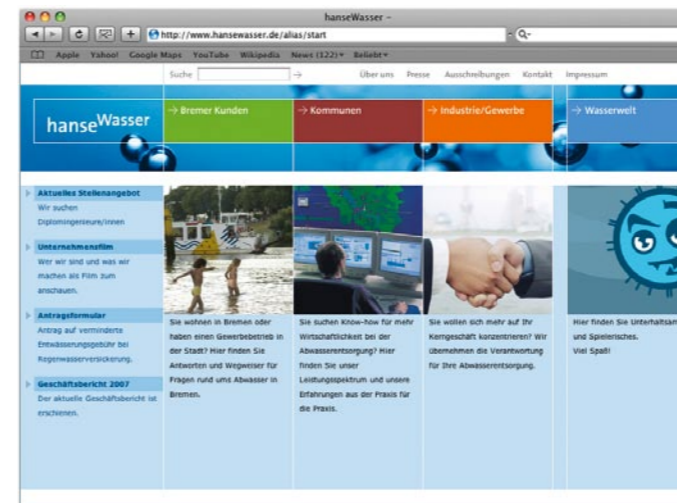 hanseWasser –
http://www.hansewasser.de/alias/start
Q-
Apple Yahoo! Google Maps YouTube Wikipedia News (122) Beliebt
Suche
Über uns Presse Ausschreibungen Kontakt Impressum
hanseWasser
→ Bremer Kunden
→ Kommunen
→ Industrie/Gewerbe
→ Wasserwelt
Aktuelles Stellenangebot
Wir suchen
Diplomingenieure/innen
Unternehmensfilm
Wer wir sind und was wir
machen als Film zum
anschauen.
Antragsformular
Antrag auf verminderte
Entwässerungsgebühr bei
Regenwasserversickerung.
Geschäftsbericht 2007
Der aktuelle Geschäftsbericht ist
erschienen.
Sie wohnen in Bremen oder
haben einen Gewerbebetrieb in
der Stadt? Hier finden Sie
Antworten und Wegweiser für
Fragen rund ums Abwasser in
Bremen.
Sie suchen Know-how für mehr
Wirtschaftlichkeit bei der
Abwasserentsorgung? Hier
finden Sie unser
Leistungsspektrum und unsere
Erfahrungen aus der Praxis für
die Praxis.
Sie wollen sich mehr auf Ihr
Kerngeschäft konzentrieren? Wir
übernehmen die Verantwortung
für Ihre Abwasserentsorgung.
Hier finden Sie Unterhaltsam
und Spielerisches.
Viel Spaß!